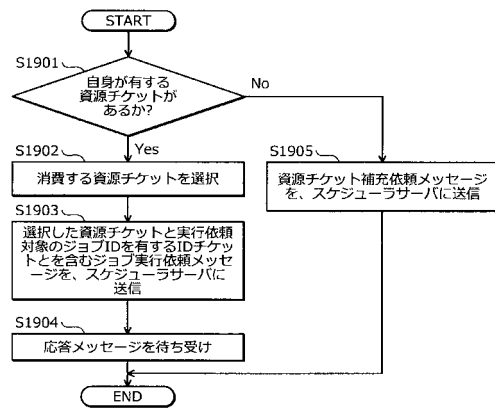 START
S1901
自身が有する
資源チケットが
あるか?
No
Yes
S1902
消費する資源チケットを選択
S1903
選択した資源チケットと実行依頼
対象のジョブIDを有するIDチケッ
トとを含むジョブ実行依頼メッセ
ージを、スケジューラサーバに
送信
S1904
応答メッセージを待ち受け
S1905
資源チケット補充依頼メッセージ
を、スケジューラサーバに送信
END